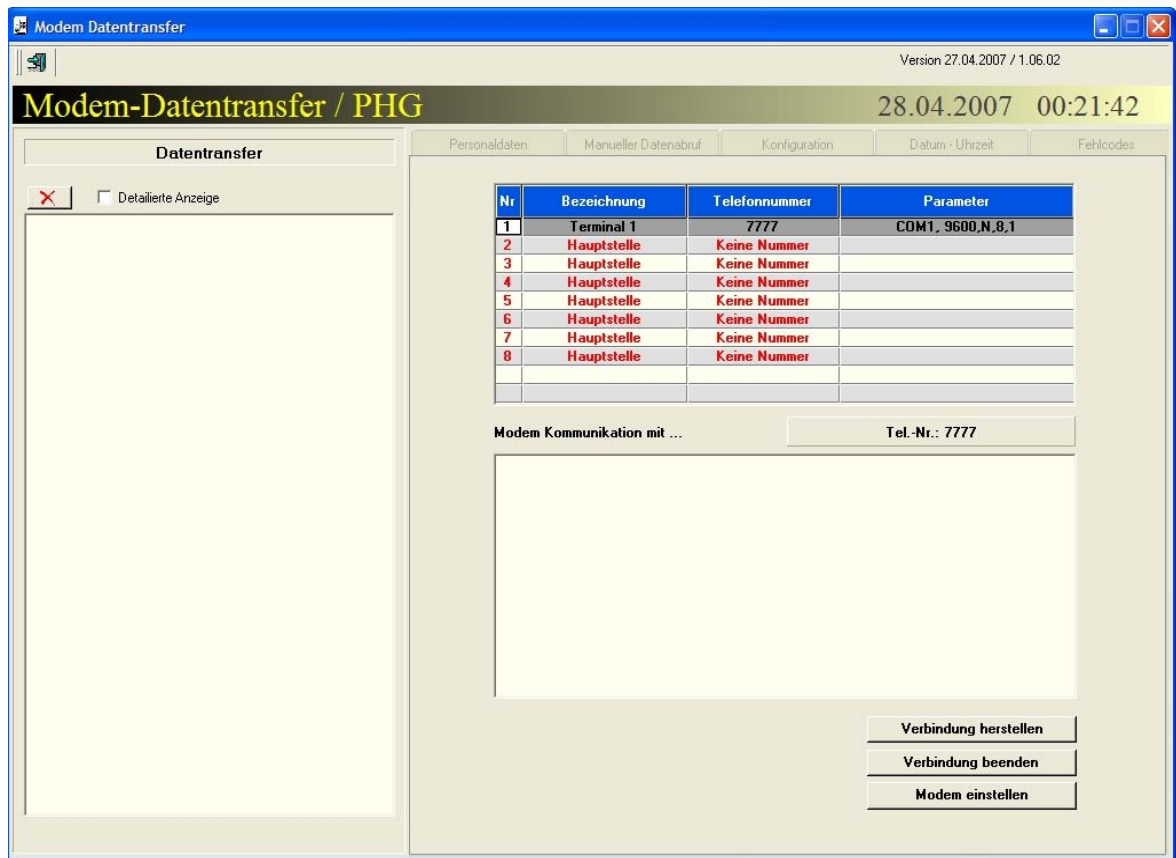 Modem Datentransfer
Version 27.04.2007 / 1.06.02
Modem-Datentransfer / PHG 28.04.2007 00:21:42
Datentransfer
Detailierte Anzeige
Personaldaten Manueller Datenabruf Konfiguration Datum - Uhrzeit Fehlcodes
Nr Bezeichnung Telefonnummer Parameter
1 Terminal 1 7777 COM1, 9600,N,8,1
2 Hauptstelle Keine Nummer
3 Hauptstelle Keine Nummer
4 Hauptstelle Keine Nummer
5 Hauptstelle Keine Nummer
6 Hauptstelle Keine Nummer
7 Hauptstelle Keine Nummer
8 Hauptstelle Keine Nummer
Modem Kommunikation mit ... Tel.-Nr.: 7777
Verbindung herstellen
Verbindung beenden
Modem einstellen